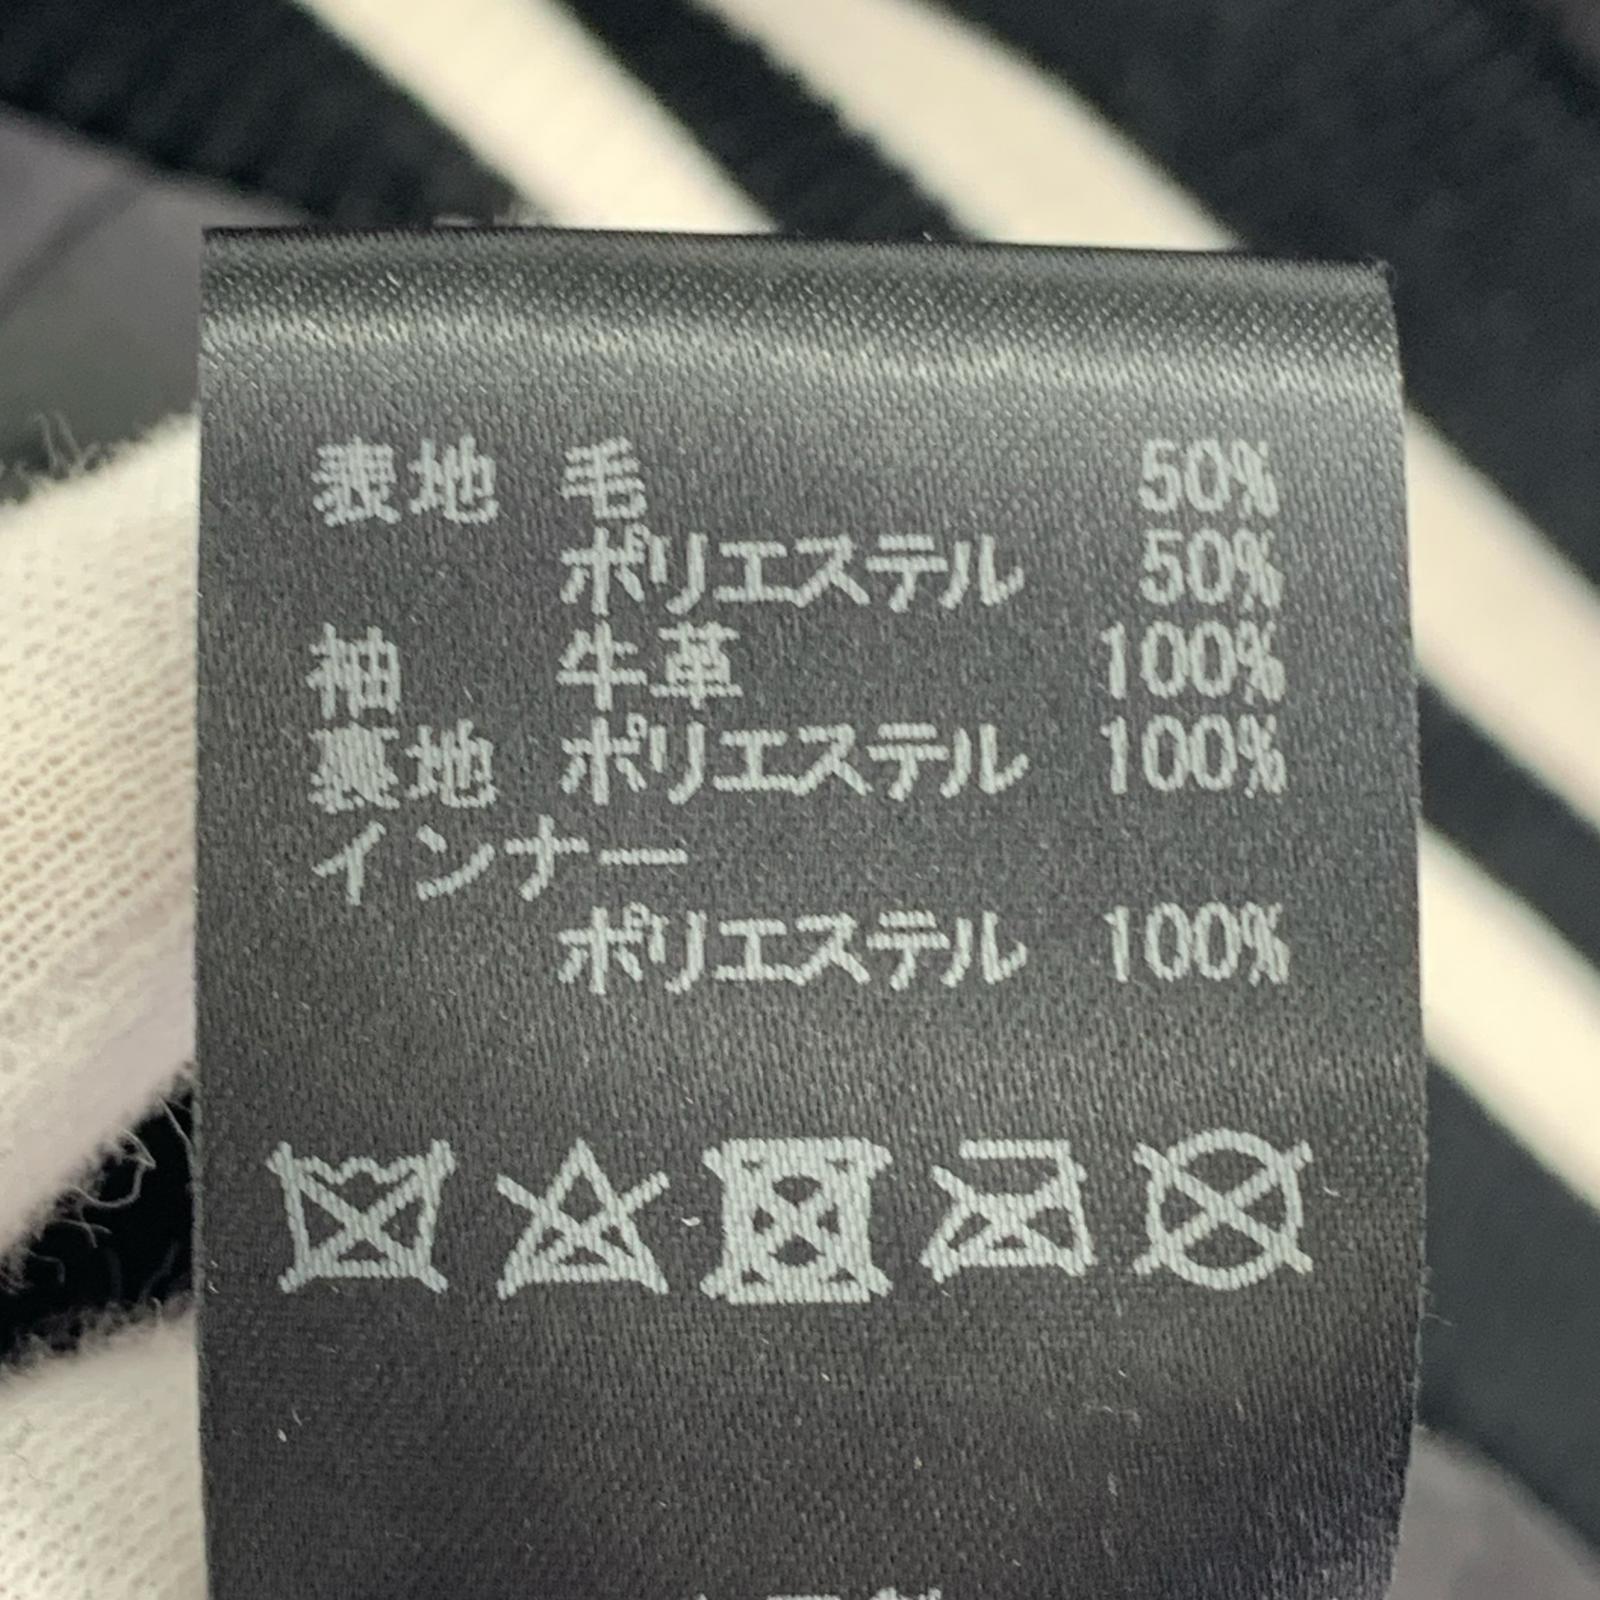 表地 毛 50%
ポリエステル 50%
袖 牛革 100%
裏地 ポリエステル 100%
インナー
ポリエステル 100%